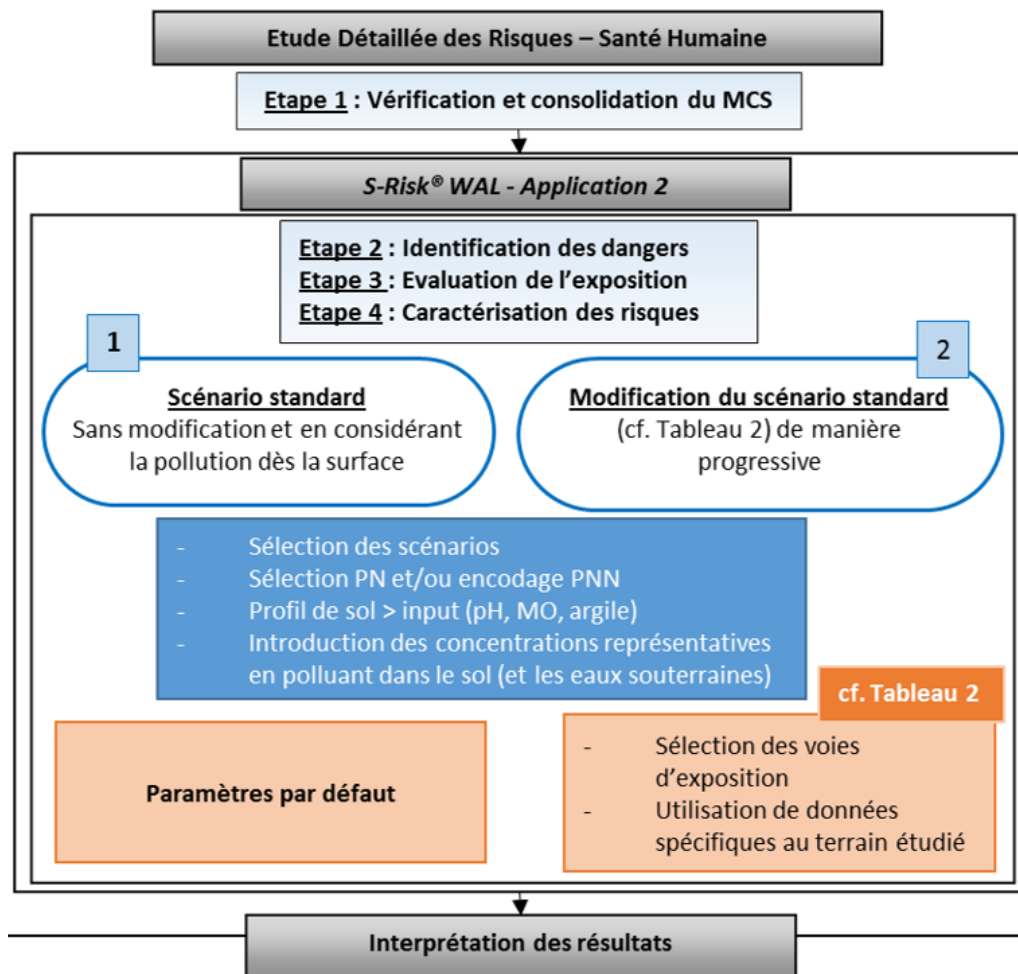 Etude Détaillée des Risques – Santé Humaine
Etape 1 : Vérification et consolidation du MCS
S-Risk® WAL - Application 2
Etape 2 : Identification des dangers
Etape 3 : Evaluation de l'exposition
Etape 4 : Caractérisation des risques
1
Scénario standard
Sans modification et en considérant
la pollution dès la surface
2
Modification du scénario standard
(cf. Tableau 2) de manière
progressive
- Sélection des scénarios
- Sélection PN et/ou encodage PNN
- Profil de sol > input (pH, MO, argile)
- Introduction des concentrations représentatives
en polluant dans le sol (et les eaux souterraines)
Paramètres par défaut
cf. Tableau 2
- Sélection des voies
d'exposition
- Utilisation de données
spécifiques au terrain étudié
Interprétation des résultats